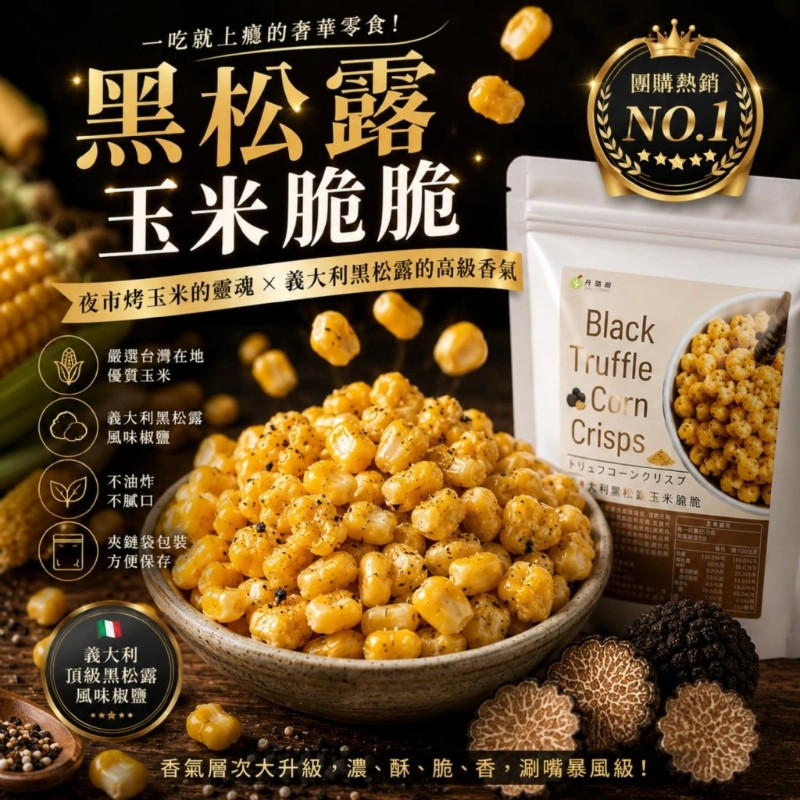 一吃就上癮的奢華零食!
黑松露
玉米脆脆
夜市烤玉米的靈魂 × 義大利黑松露的高級香氣
團購熱銷
NO.1
嚴選台灣在地
優質玉米
義大利黑松露
風味椒鹽
不油炸
不膩口
夾鏈袋包裝
方便保存
義大利
頂級黑松露
風味椒鹽
Black
Truffle
Corn
Crisps
トリュフコーンクリスプ
大利黑松露玉米脆脆
香氣層次大升級,濃、酥、脆、香,涮嘴暴風級!